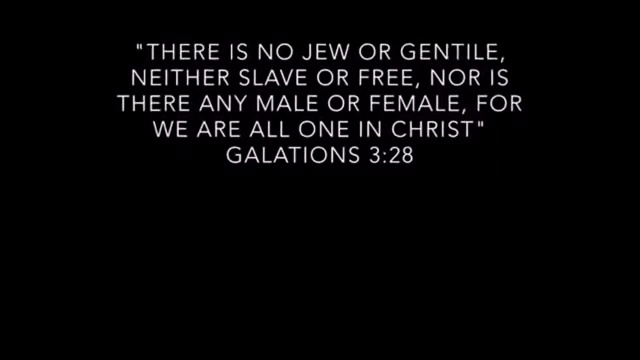 "THERE IS NO JEW OR GENTILE,
NEITHER SLAVE OR FREE, NOR IS
THERE ANY MALE OR FEMALE, FOR
WE ARE ALL ONE IN CHRIST"
GALATIONS 3:28